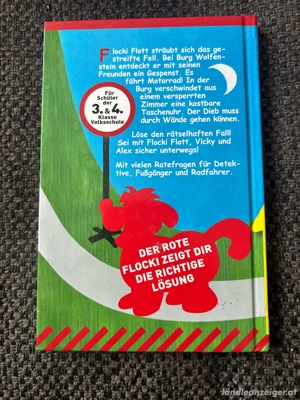 Flocki Flott sträubt sich das ge-
streifte Fell. Bei Burg Wolfen-
stein entdeckt er mit seinen
Freunden ein Gespenst. Es
fährt Motorrad! In der
Burg verschwindet aus
einem versperrten
Zimmer eine kostbare
Taschenuhr. Der Dieb muss
durch Wände gehen können.
Für
Schüler der
3. & 4.
Klasse
Volksschule
Löse den rätselhaften Fall!
Sei mit Flocki Flott, Vicky und
Alex sicher unterwegs!
Mit vielen Ratefragen für Detek-
tive, Fußgänger und Radfahrer.
DER ROTE
FLOCKI ZEIGT DIR
DIE RICHTIGE
LÖSUNG
ländleanzeiger.at